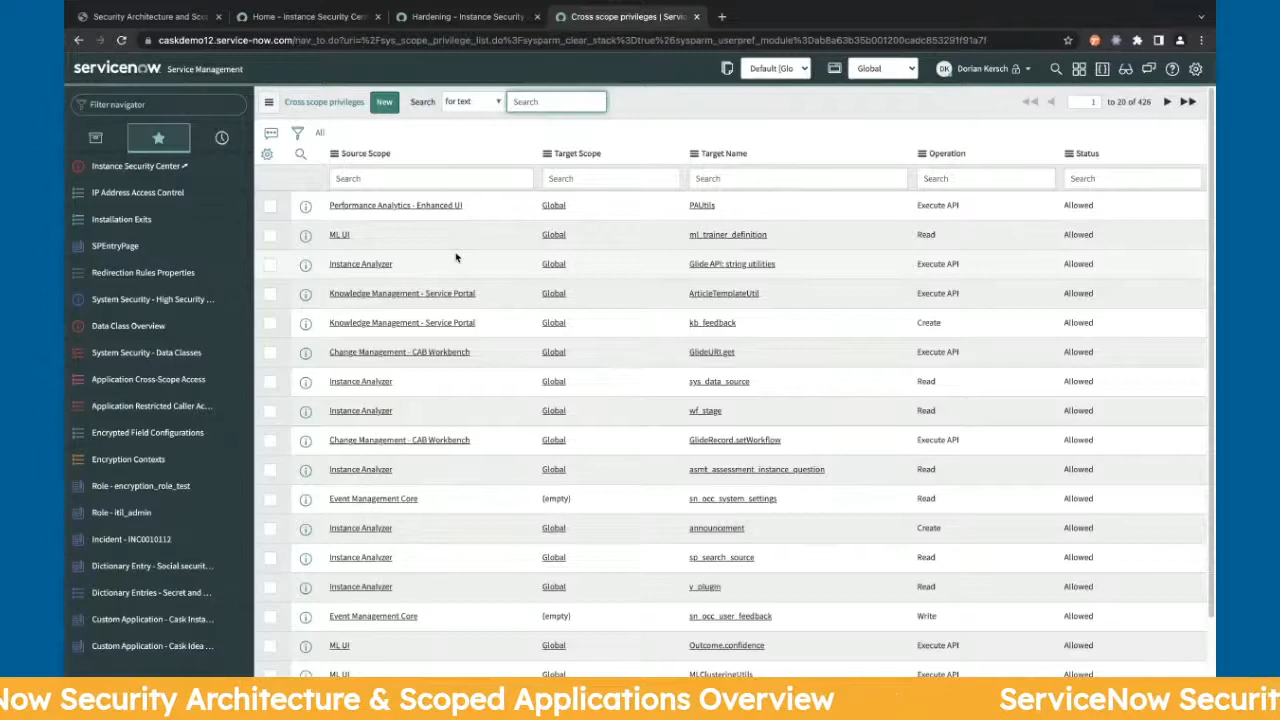 Security Architecture and Sco
Home - Instance Security Cen
Hardening - Instance Security
Cross scope privileges | Servic
caskdemo12.service-now.com/nav_to.do?uri=%2Fsys_scope_privilege_list.do%3Fsysparm_clear_stack%3Dtrue%26sysparm_userpref_module%3Dab8a63b35b001200cadc853291f91a7f
servicenow Service Management
Default [Glo
Global
DK Dorian Kersch
Filter navigator
Cross scope privileges New Search for text Search
1 to 20 of 426
All
Source Scope Target Scope Target Name Operation Status
Search Search Search Search Search
Instance Security Center
IP Address Access Control
Installation Exits
SPEntryPage
Redirection Rules Properties
System Security - High Security ...
Data Class Overview
System Security - Data Classes
Application Cross-Scope Access
Application Restricted Caller Ac...
Encrypted Field Configurations
Encryption Contexts
Role - encryption_role_test
Role - itil_admin
Incident - INC0010112
Dictionary Entry - Social securit...
Dictionary Entries - Secret and ...
Custom Application - Cask Insta...
Custom Application - Cask Idea ...
Performance Analytics - Enhanced UI Global PAUtils Execute API Allowed
ML UI Global ml_trainer_definition Read Allowed
Instance Analyzer Global Glide API: string utilities Execute API Allowed
Knowledge Management - Service Portal Global ArticleTemplateUtil Execute API Allowed
Knowledge Management - Service Portal Global kb_feedback Create Allowed
Change Management - CAB Workbench Global GlideURI.get Execute API Allowed
Instance Analyzer Global sys_data_source Read Allowed
Instance Analyzer Global wf_stage Read Allowed
Change Management - CAB Workbench Global GlideRecord.setWorkflow Execute API Allowed
Instance Analyzer Global asmt_assessment_instance_question Read Allowed
Event Management Core (empty) sn_occ_system_settings Read Allowed
Instance Analyzer Global announcement Create Allowed
Instance Analyzer Global sp_search_source Read Allowed
Instance Analyzer Global v_plugin Read Allowed
Event Management Core (empty) sn_occ_user_feedback Write Allowed
ML UI Global Outcome.confidence Execute API Allowed
ML UI Global MLClusteringUtils Execute API Allowed
Now Security Architecture & Scoped Applications Overview ServiceNow Securit